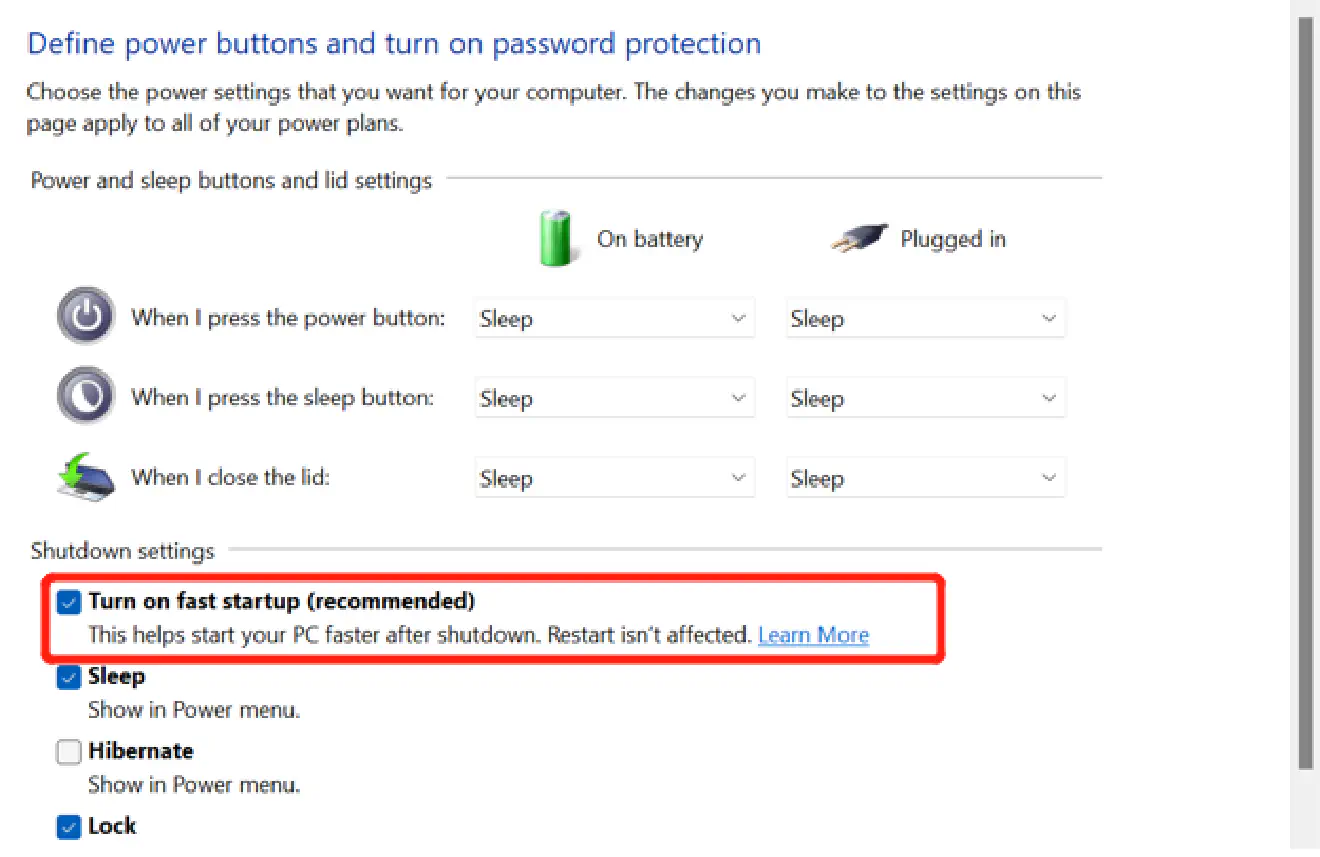 Define power buttons and turn on password protection
Choose the power settings that you want for your computer. The changes you make to the settings on this
page apply to all of your power plans.
Power and sleep buttons and lid settings
On battery
Plugged in
When I press the power button:
Sleep
Sleep
When I press the sleep button:
Sleep
Sleep
When I close the lid:
Sleep
Sleep
Shutdown settings
Turn on fast startup (recommended)
This helps start your PC faster after shutdown. Restart isn't affected. Learn More
Sleep
Show in Power menu.
Hibernate
Show in Power menu.
Lock